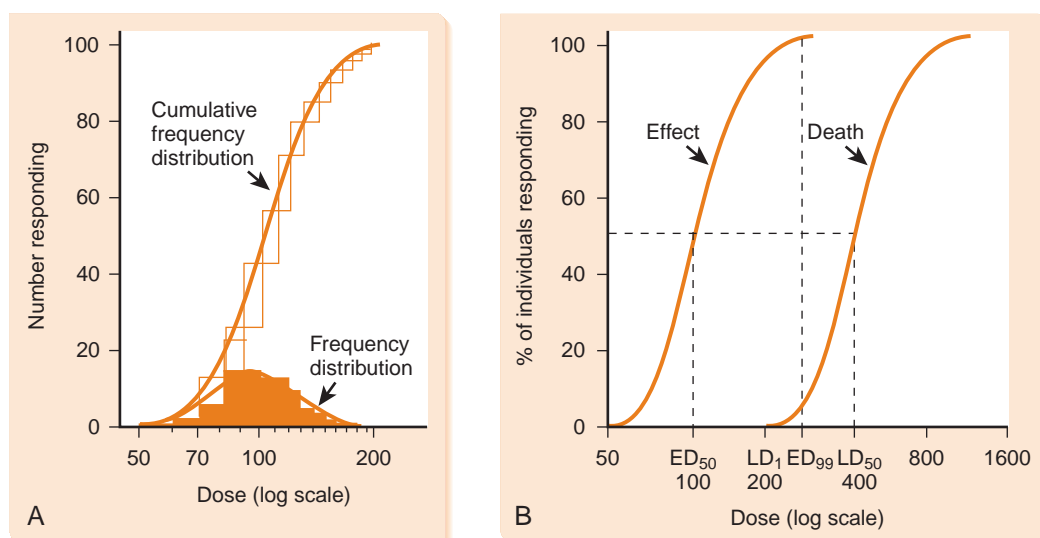 100
80
60
40
20
0
Number responding
Cumulative
frequency
distribution
Frequency
distribution
50 70 100 200
Dose (log scale)
A
100
80
60
40
20
0
% of individuals responding
Effect
Death
50 ED50 LD1 ED99 LD50 800 1600
100 200 400
Dose (log scale)
B